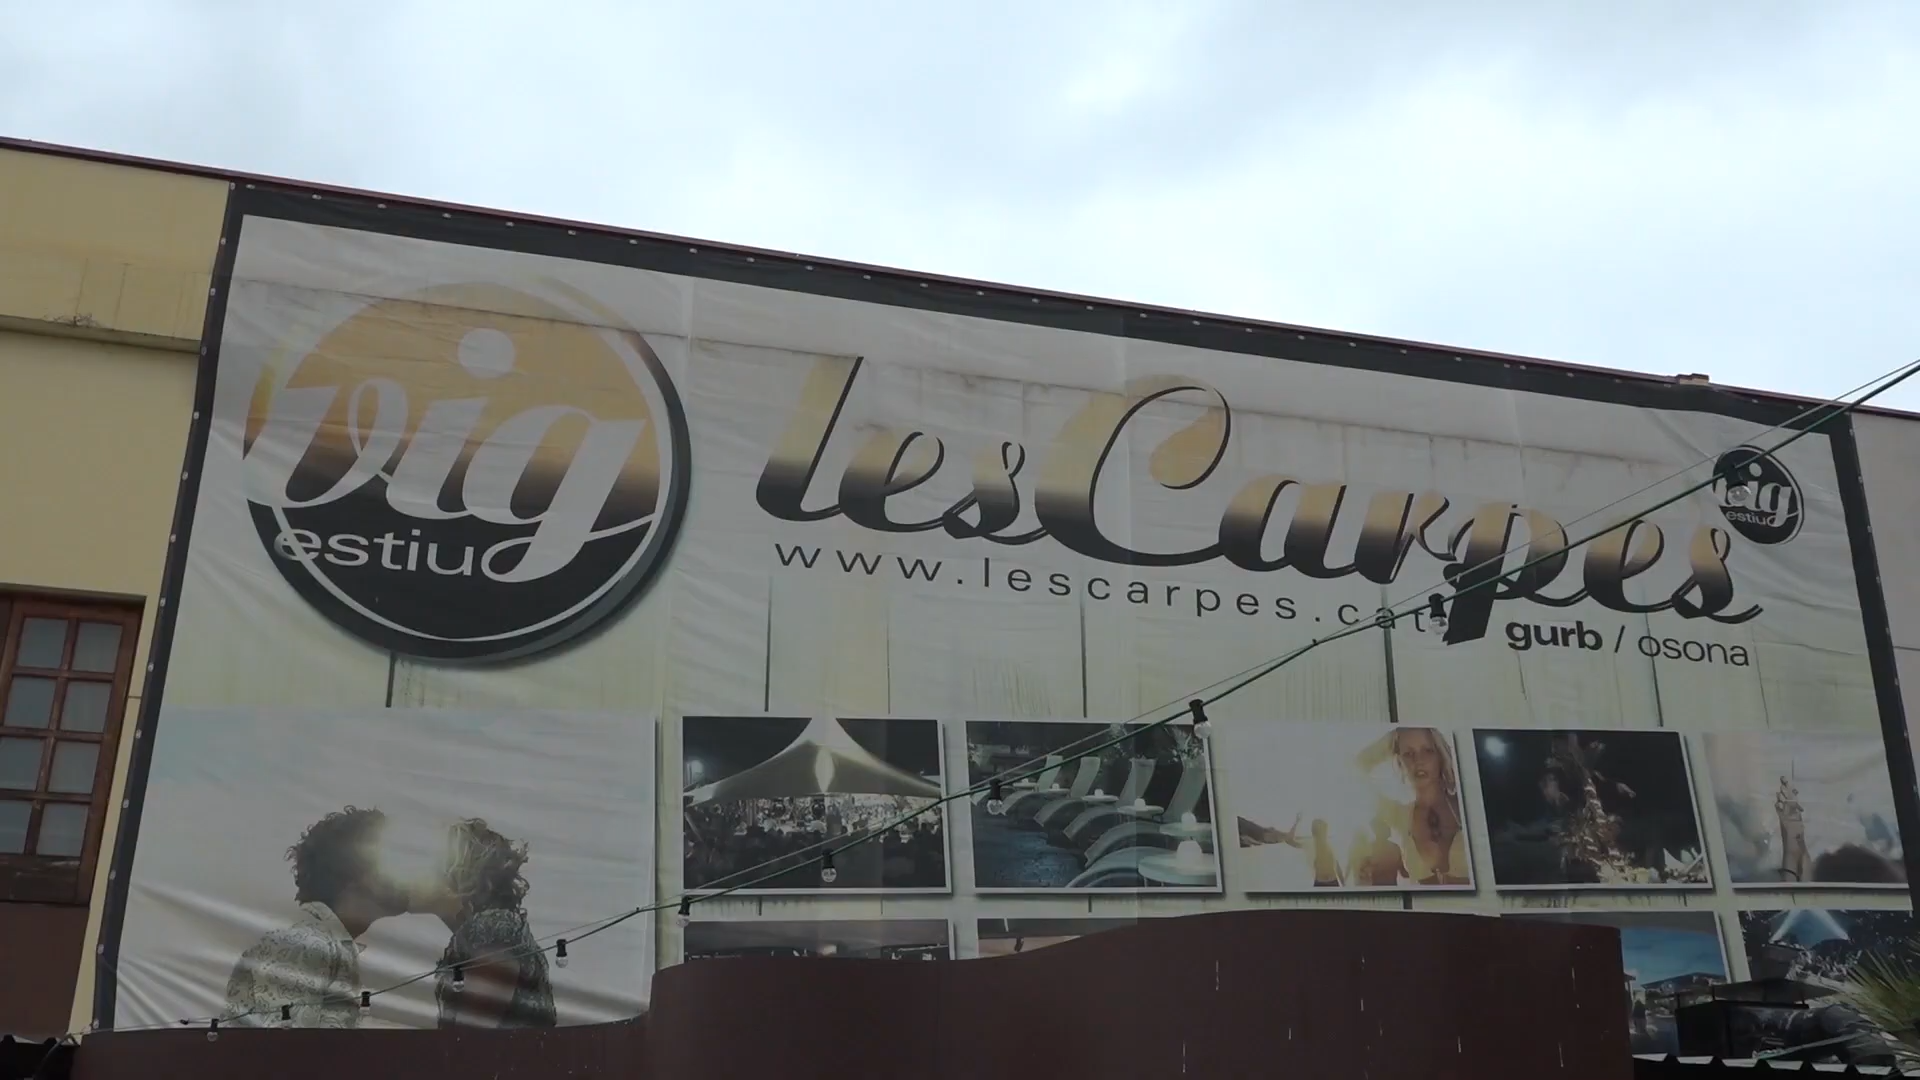 vig
estiu
lesCarpes
www.lescarpes.cat
gurb / osona
vig
estiu